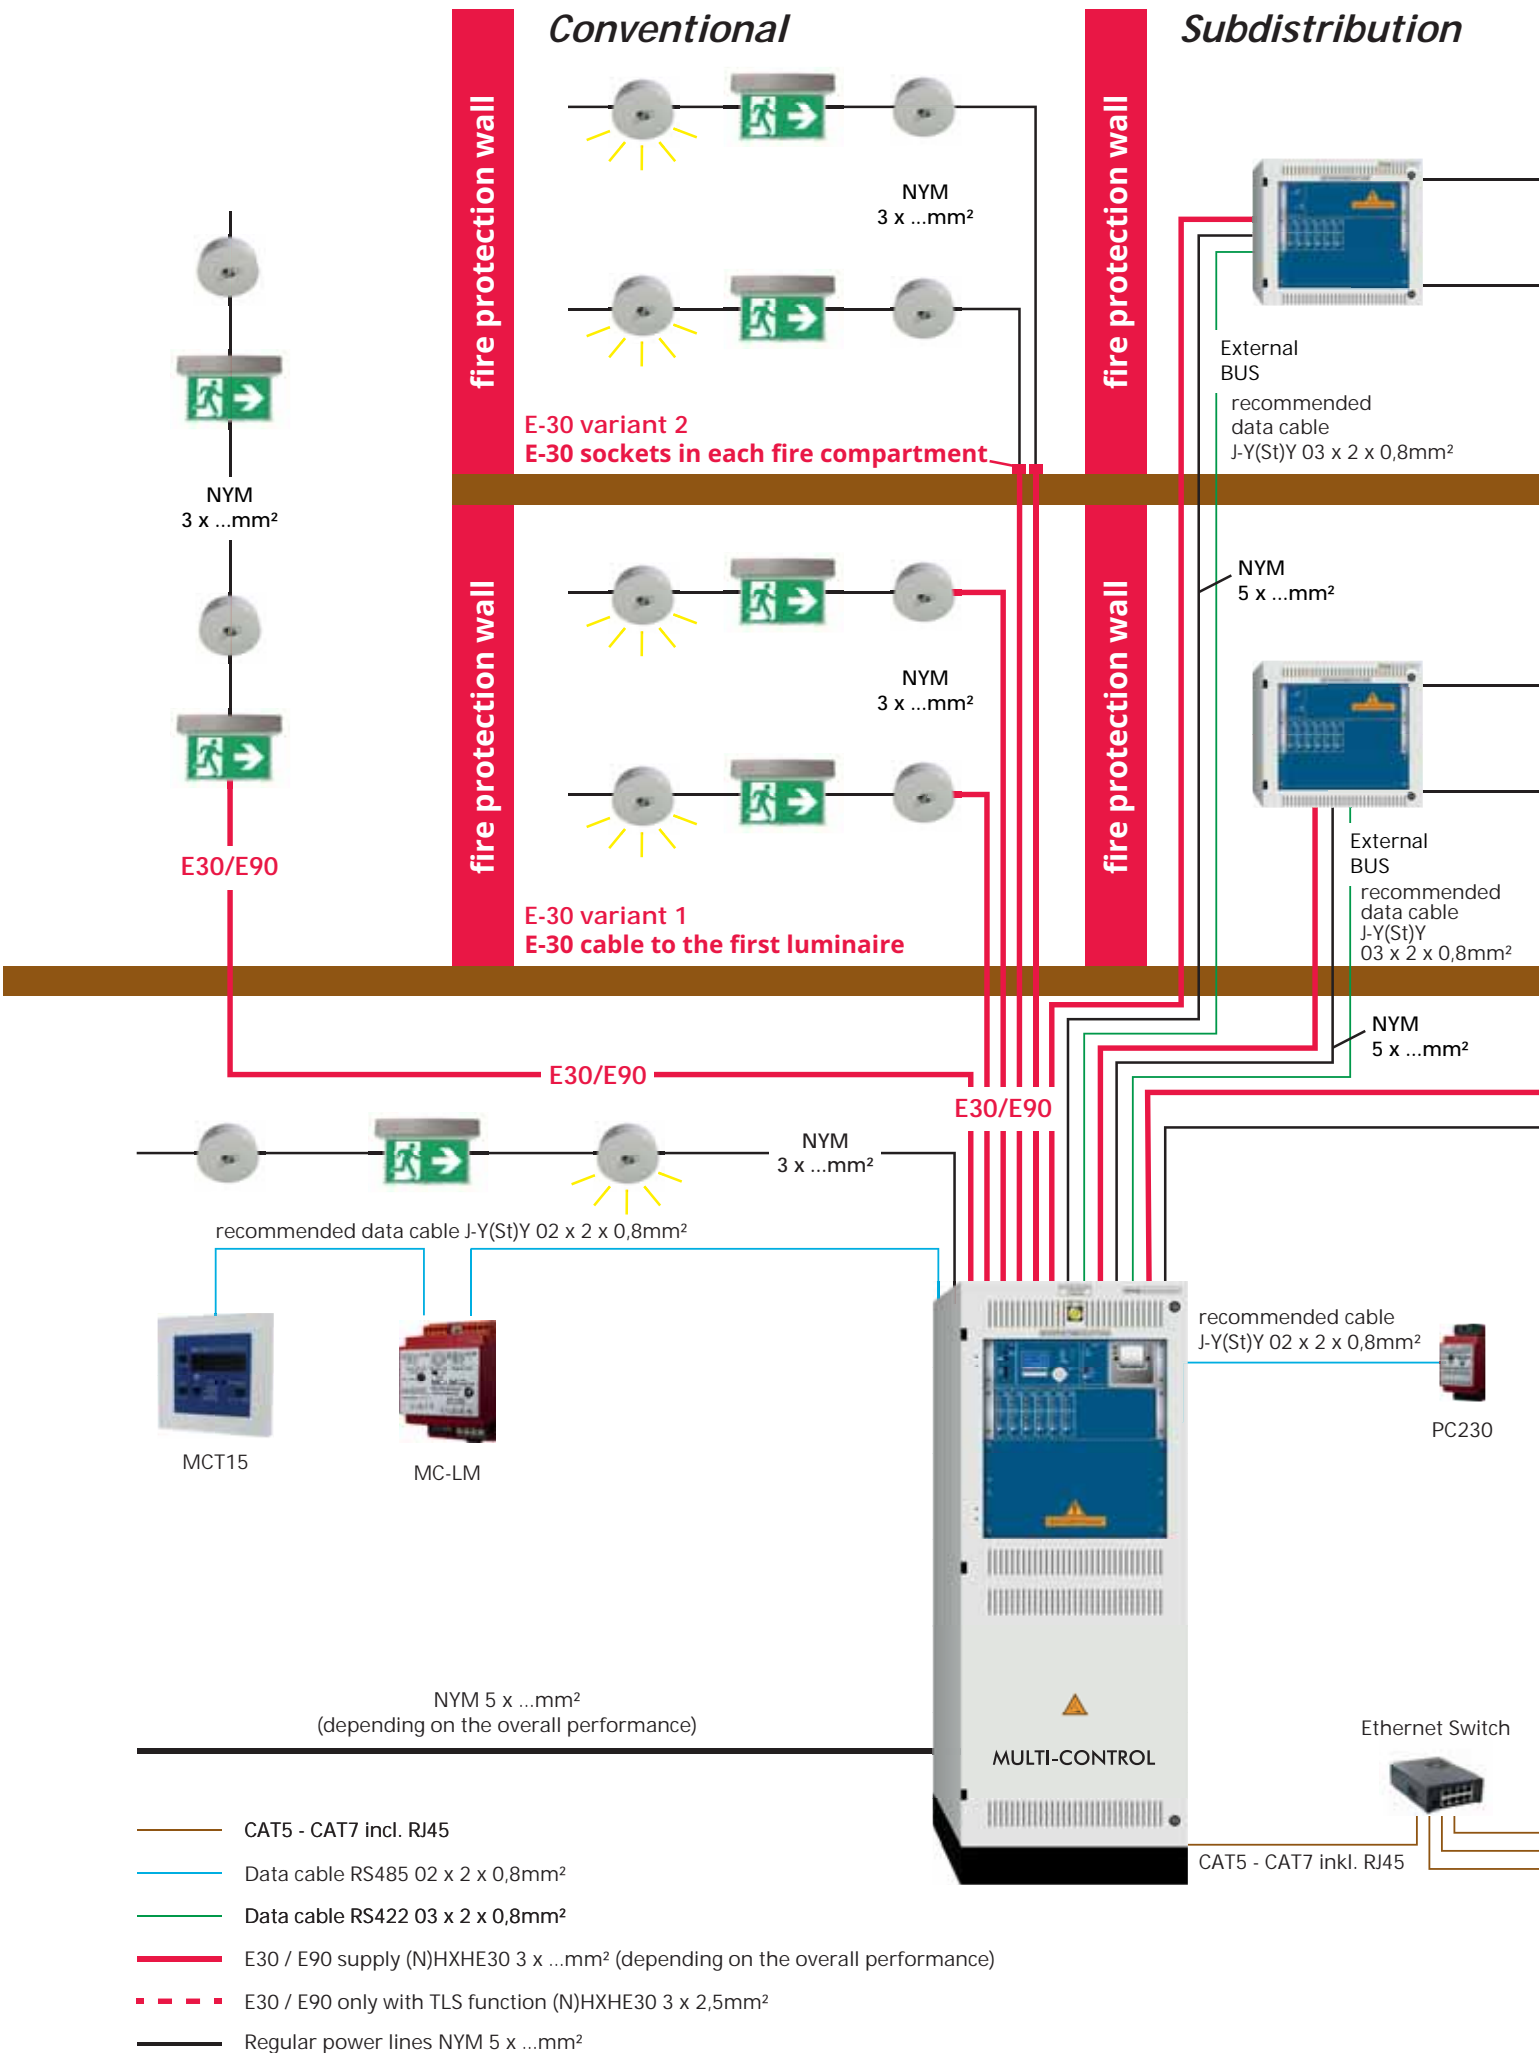 Conventional
Subdistribution
fire protection wall
fire protection wall
NYM
3 x ...mm²
External
BUS
recommended
data cable
J-Y(St)Y 03 x 2 x 0,8mm²
E-30 variant 2
E-30 sockets in each fire compartment
NYM
3 x ...mm²
fire protection wall
fire protection wall
NYM
5 x ...mm²
NYM
3 x ...mm²
E30/E90
External
BUS
recommended
data cable
J-Y(St)Y
03 x 2 x 0,8mm²
E-30 variant 1
E-30 cable to the first luminaire
NYM
5 x ...mm²
E30/E90
E30/E90
NYM
3 x ...mm²
recommended data cable J-Y(St)Y 02 x 2 x 0,8mm²
recommended cable
J-Y(St)Y 02 x 2 x 0,8mm²
PC230
MCT15
MC-LM
NYM 5 x ...mm²
(depending on the overall performance)
MULTI-CONTROL
Ethernet Switch
CAT5 - CAT7 inkl. RJ45
CAT5 - CAT7 incl. RJ45
Data cable RS485 02 x 2 x 0,8mm²
Data cable RS422 03 x 2 x 0,8mm²
E30 / E90 supply (N)HXHE30 3 x ...mm² (depending on the overall performance)
E30 / E90 only with TLS function (N)HXHE30 3 x 2,5mm²
Regular power lines NYM 5 x ...mm²